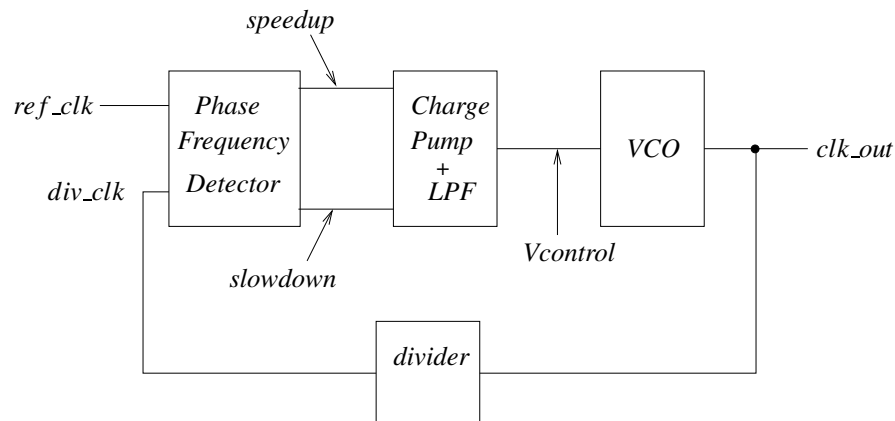 speedup
ref_clk
Phase
Frequency
Detector
div_clk
Charge
Pump
+
LPF
VCO
clk_out
Vcontrol
slowdown
divider